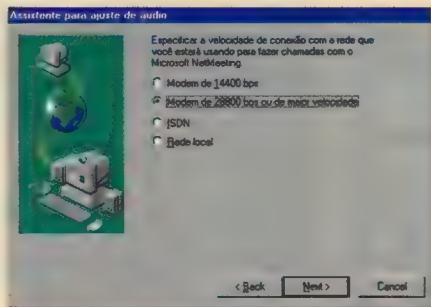 Assistente para ajuste de áudio
Especificar a velocidade de conexão com a rede que
você estará usando para fazer chamadas com o
Microsoft NetMeeting.
Modem de 14400 bps
Modem de 28800 bps ou de maior velocidade
ISDN
Rede local
< Back
Next >
Cancel